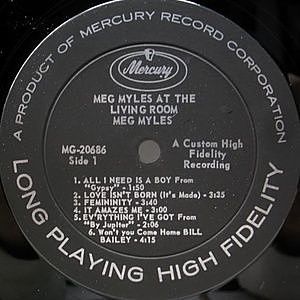 A PRODUCT OF MERCURY RECORD CORPORATION
Mercury
MEG MYLES AT THE
LIVING ROOM
MEG MYLES
MG-20686
Side 1
A Custom High
Fidelity
Recording
1. ALL I NEED IS A BOY From
"Gypsy" - 1:50
2. LOVE ISN'T BORN (It's Made) - 3:35
3. FEMININITY - 3:40
4. IT AMAZES ME - 3:00
5. EV'RYTHING I'VE GOT From
"By Jupiter" - 2:06
6. Won't you Come Home BILL
BAILEY - 4:15
LONG PLAYING HIGH FIDELITY